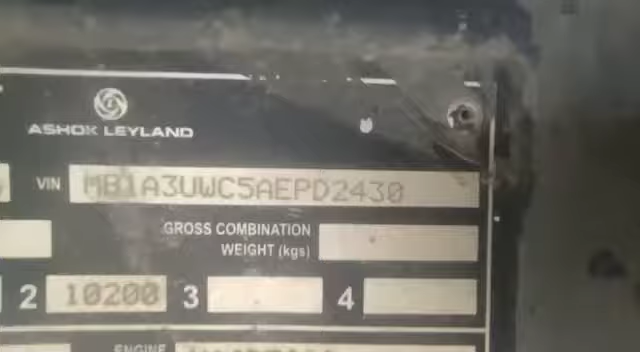 ASHOK LEYLAND
VIN MB1A3UWC5AEPD2430
GROSS COMBINATION
WEIGHT (kgs)
2 10200 3 4
ENGINE